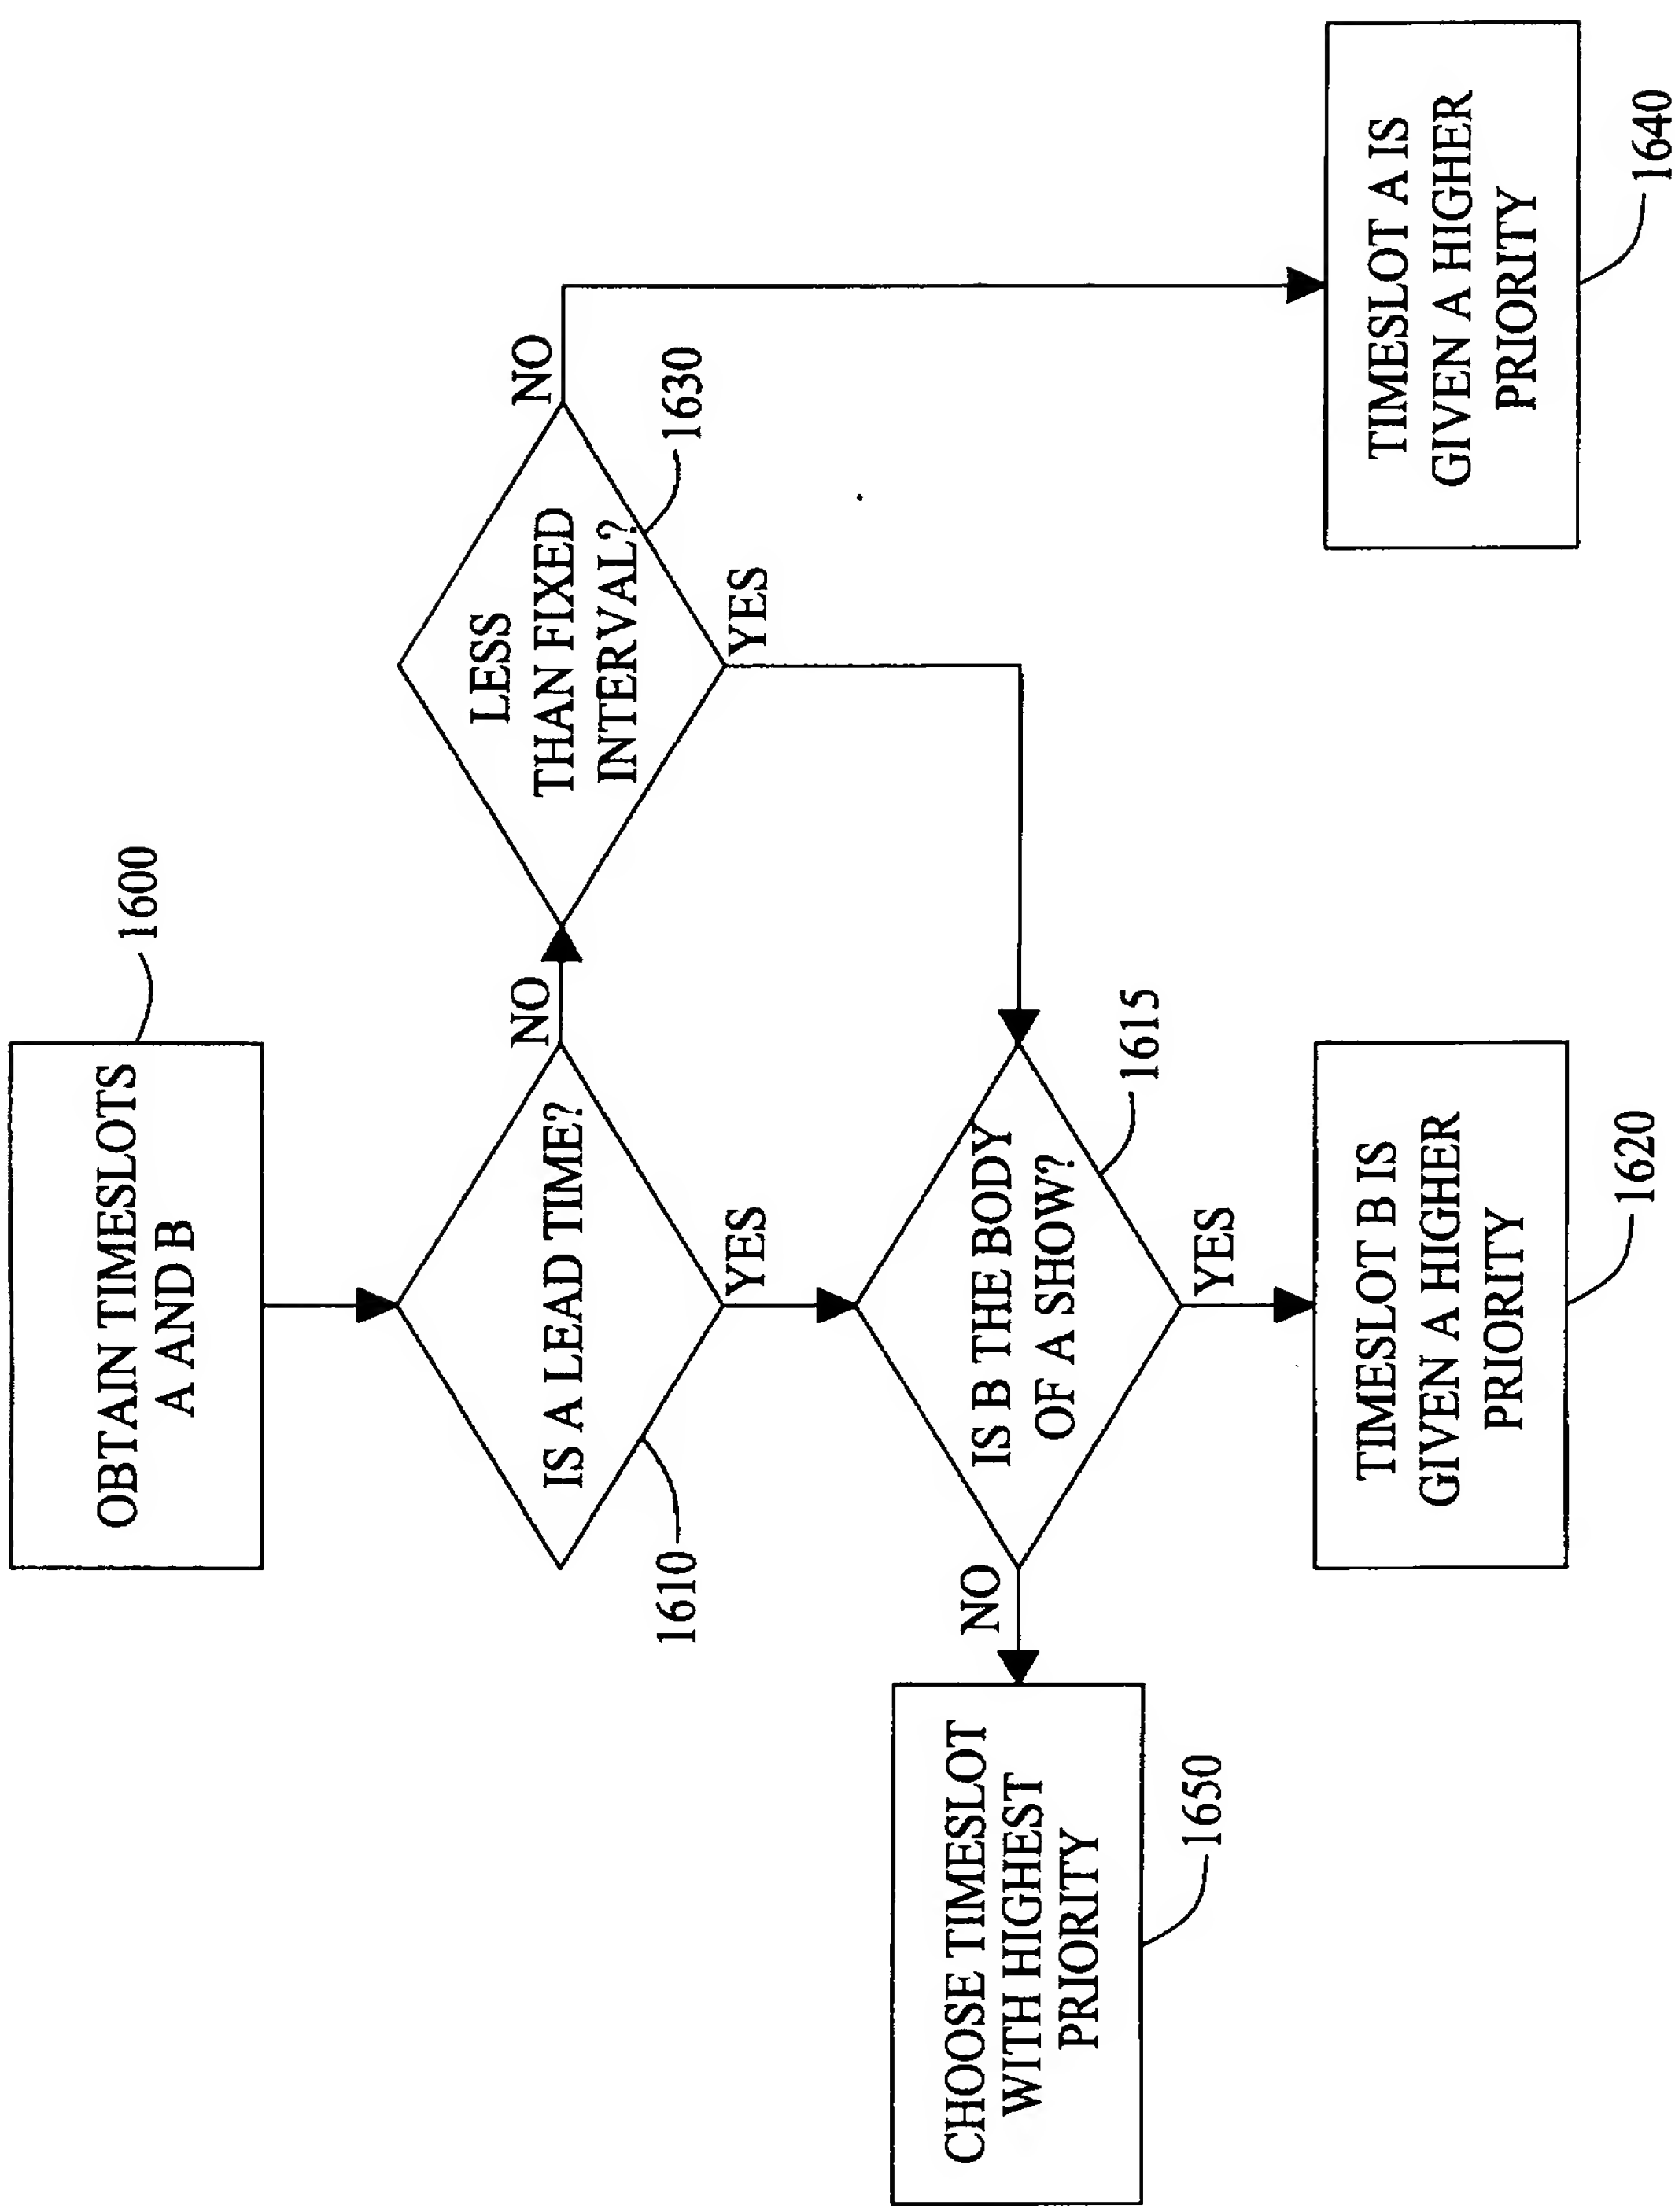 OBTAIN TIMESLOTS
A AND B
1600
IS A LEAD TIME?
1610
NO
YES
LESS
THAN FIXED
INTERVAL?
1630
NO
YES
IS B THE BODY
OF A SHOW?
1615
NO
YES
CHOOSE TIMESLOT
WITH HIGHEST
PRIORITY
1650
TIMESLOT B IS
GIVEN A HIGHER
PRIORITY
1620
TIMESLOT A IS
GIVEN A HIGHER
PRIORITY
1640